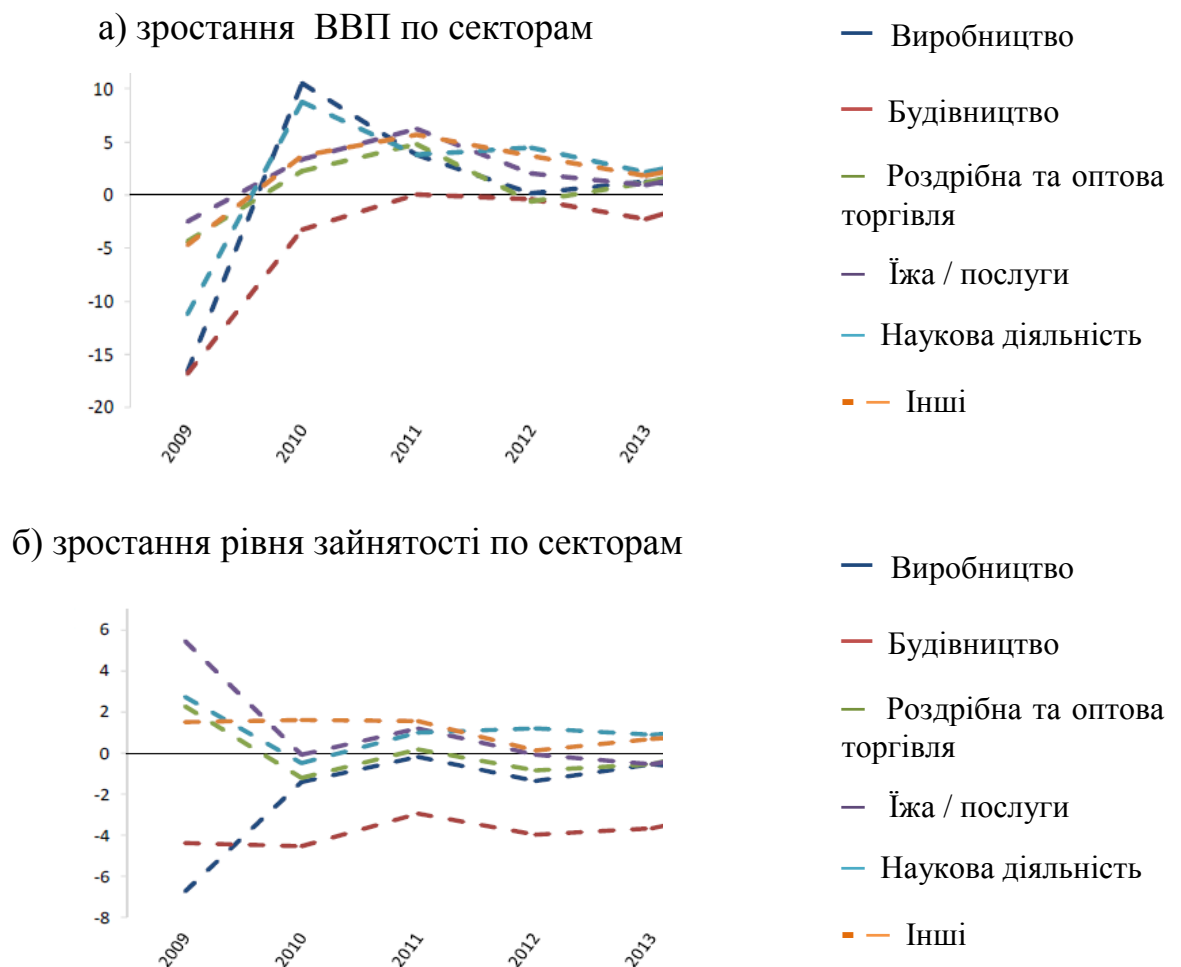 а) зростання ВВП по секторам
10
5
0
-5
-10
-15
-20
2009
2010
2011
2012
2013
Виробництво
Будівництво
Роздрібна та оптова
торгівля
Їжа / послуги
Наукова діяльність
Інші
б) зростання рівня зайнятості по секторам
6
4
2
0
-2
-4
-6
-8
2009
2010
2011
2012
2013
Виробництво
Будівництво
Роздрібна та оптова
торгівля
Їжа / послуги
Наукова діяльність
Інші